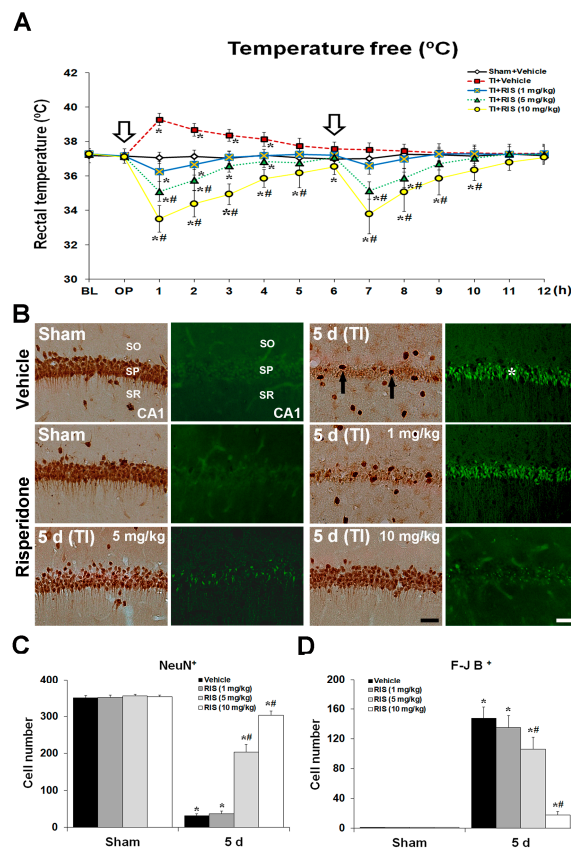 A
Temperature free (ºC)
Rectal temperature (ºC)
42
40
38
36
34
32
30
Sham+Vehicle
TI+Vehicle
TI+RIS (1 mg/kg)
TI+RIS (5 mg/kg)
TI+RIS (10 mg/kg)
* * * * * * * * *
*# *# *#
*# *# *# *# *# *# *# *# *# *#
BL OP 1 2 3 4 5 6 7 8 9 10 11 12 (h)
B
Vehicle
Sham
SO
SP
SR
CA1
SO
SP
SR
CA1
5 d (TI)
*
Risperidone
Sham
5 d (TI) 1 mg/kg
5 d (TI) 5 mg/kg
5 d (TI) 10 mg/kg
C
NeuN+
Cell number
400
300
200
100
0
Vehicle
RIS (1 mg/kg)
RIS (5 mg/kg)
RIS (10 mg/kg)
* * *# *#
Sham 5 d
D
F-J B +
Cell number
200
160
120
80
40
0
Vehicle
RIS (1 mg/kg)
RIS (5 mg/kg)
RIS (10 mg/kg)
* * *# *#
Sham 5 d